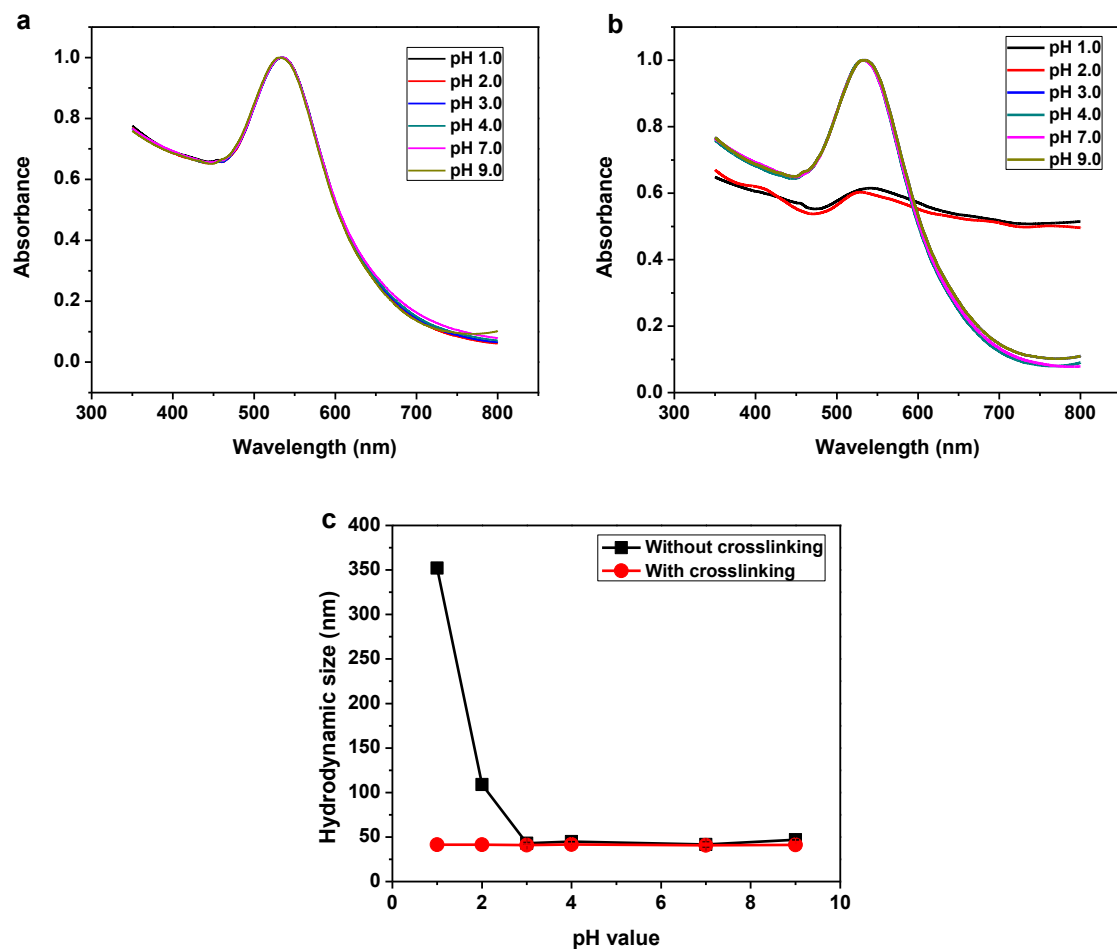 a
1.0
0.8
0.6
0.4
0.2
0.0
Absorbance
300 400 500 600 700 800
Wavelength (nm)
pH 1.0
pH 2.0
pH 3.0
pH 4.0
pH 7.0
pH 9.0
b
1.0
0.8
0.6
0.4
0.2
0.0
Absorbance
300 400 500 600 700 800
Wavelength (nm)
pH 1.0
pH 2.0
pH 3.0
pH 4.0
pH 7.0
pH 9.0
c
400
350
300
250
200
150
100
50
0
Hydrodynamic size (nm)
0 2 4 6 8 10
pH value
Without crosslinking
With crosslinking